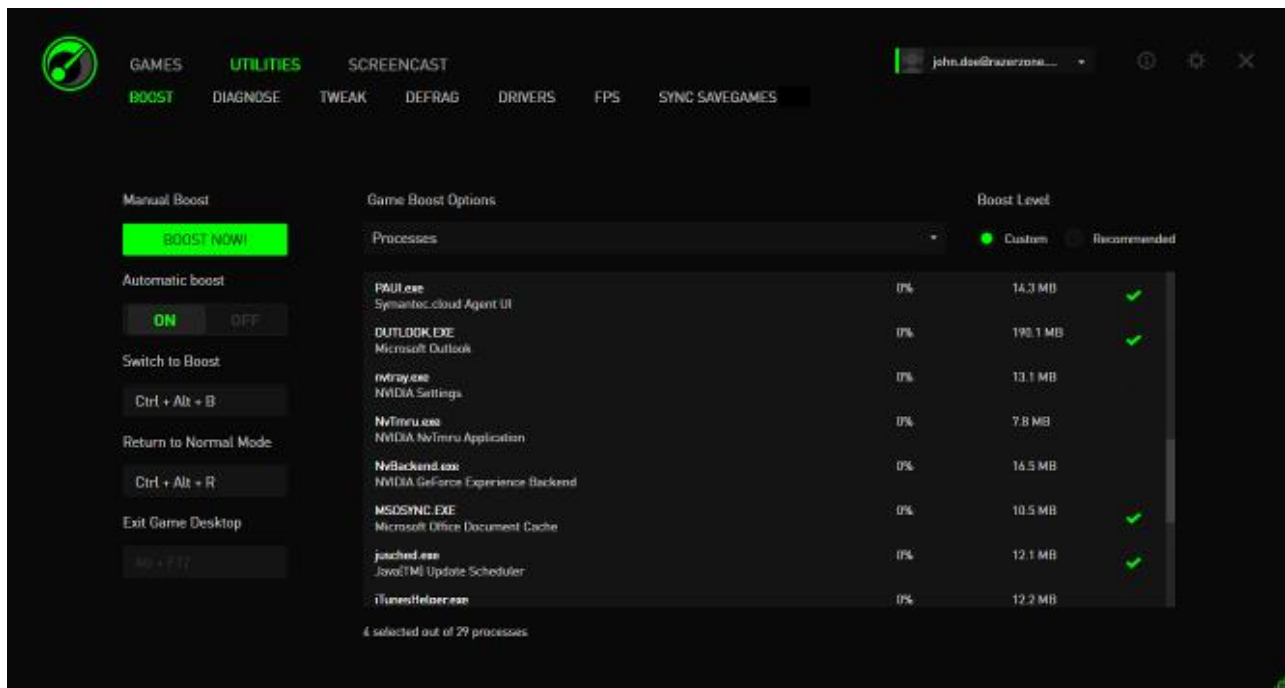 GAMES UTILITIES SCREENCAST john.doe@razerzone....
BOOST DIAGNOSE TWEAK DEFRAG DRIVERS FPS SYNC SAVEGAMES
Manual Boost Game Boost Options Boost Level
BOOST NOW! Processes Custom Recommended
Automatic boost
ON OFF
Switch to Boost
Ctrl + Alt + B
Return to Normal Mode
Ctrl + Alt + R
Exit Game Desktop
PAUI.exe 0% 14.3 MB
Symantec.cloud Agent UI
OUTLOOK.EXE 0% 190.1 MB
Microsoft Outlook
nvtray.exe 0% 13.1 MB
NVIDIA Settings
NvTmru.exe 0% 7.8 MB
NVIDIA NvTmru Application
NvBackend.exe 0% 16.5 MB
NVIDIA GeForce Experience Backend
MSOSYNC.EXE 0% 10.5 MB
Microsoft Office Document Cache
jusched.exe 0% 12.1 MB
Java(TM) Update Scheduler
iTunesHelper.exe 0% 12.2 MB
selected out of 29 processes